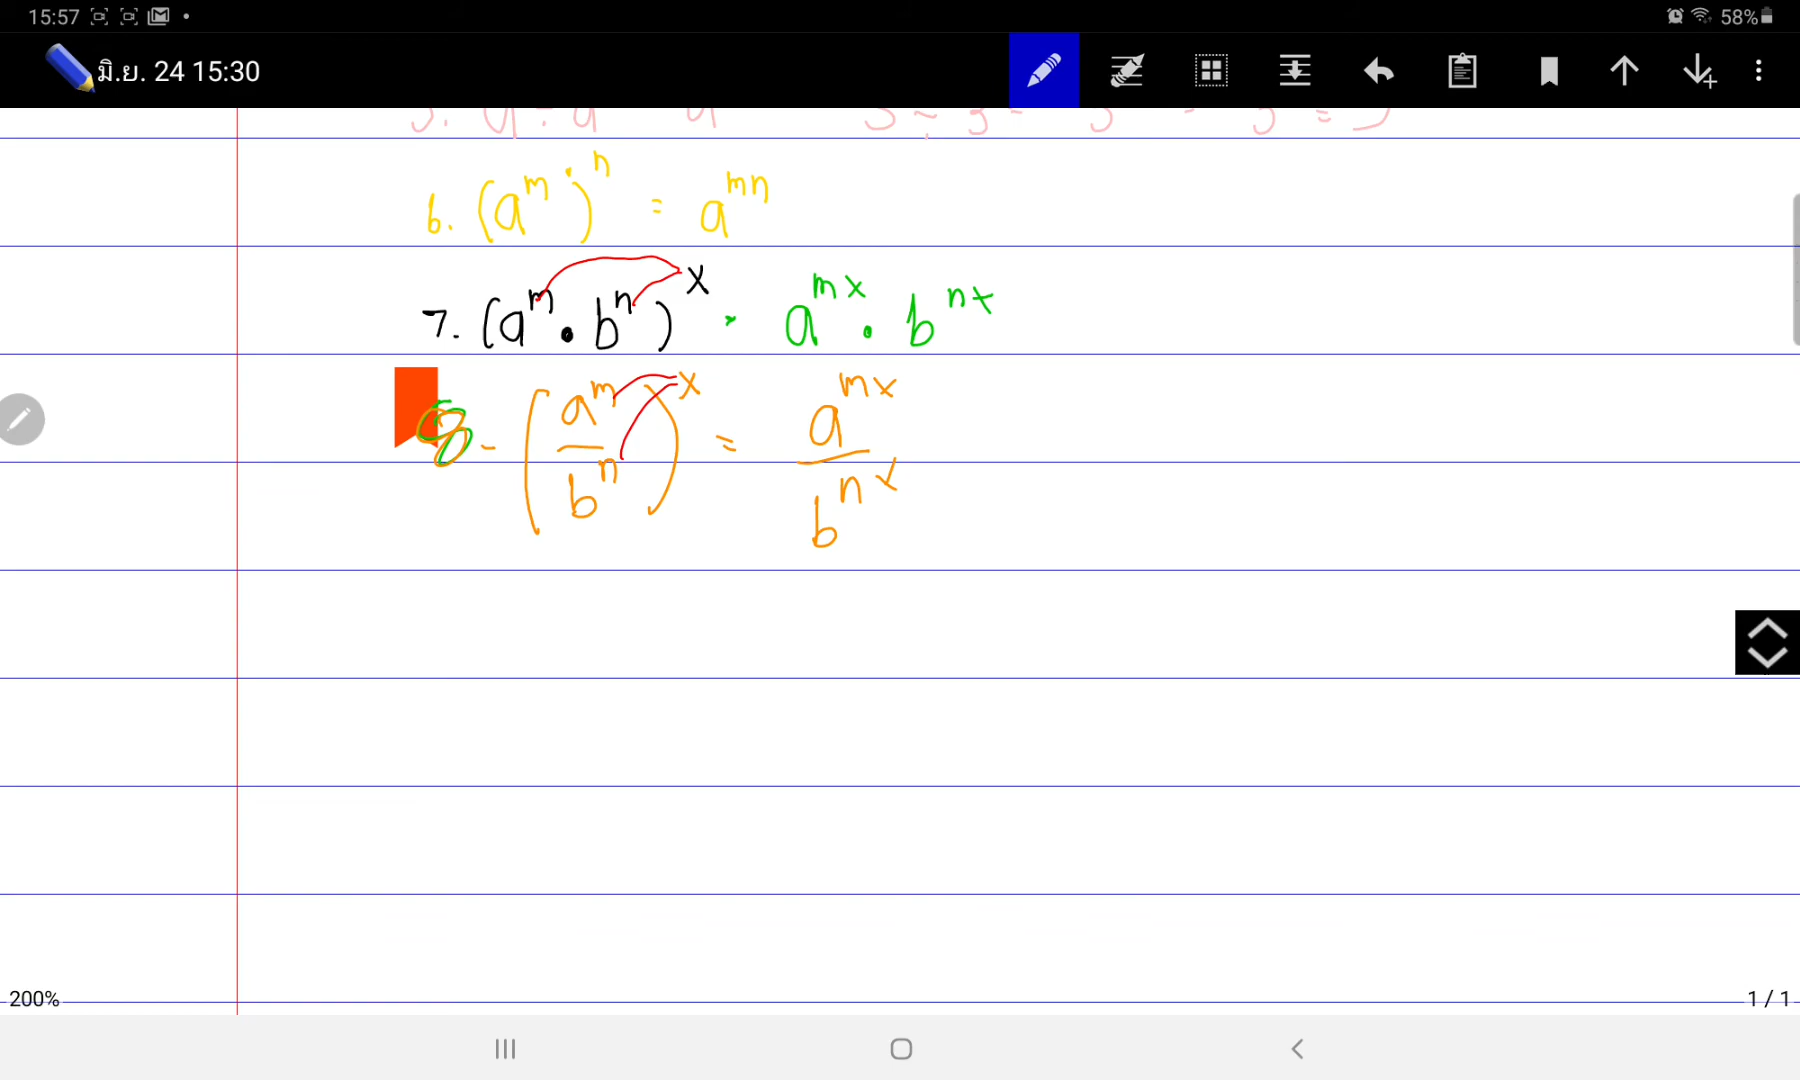 15:57 58%
มิ.ย. 24 15:30
6. (a^m)^n = a^{mn}
7. (a^m · b^n)^x = a^{mx} · b^{nx}
8. (a^m / b^n)^x = a^{mx} / b^{nx}
200% 1 / 1